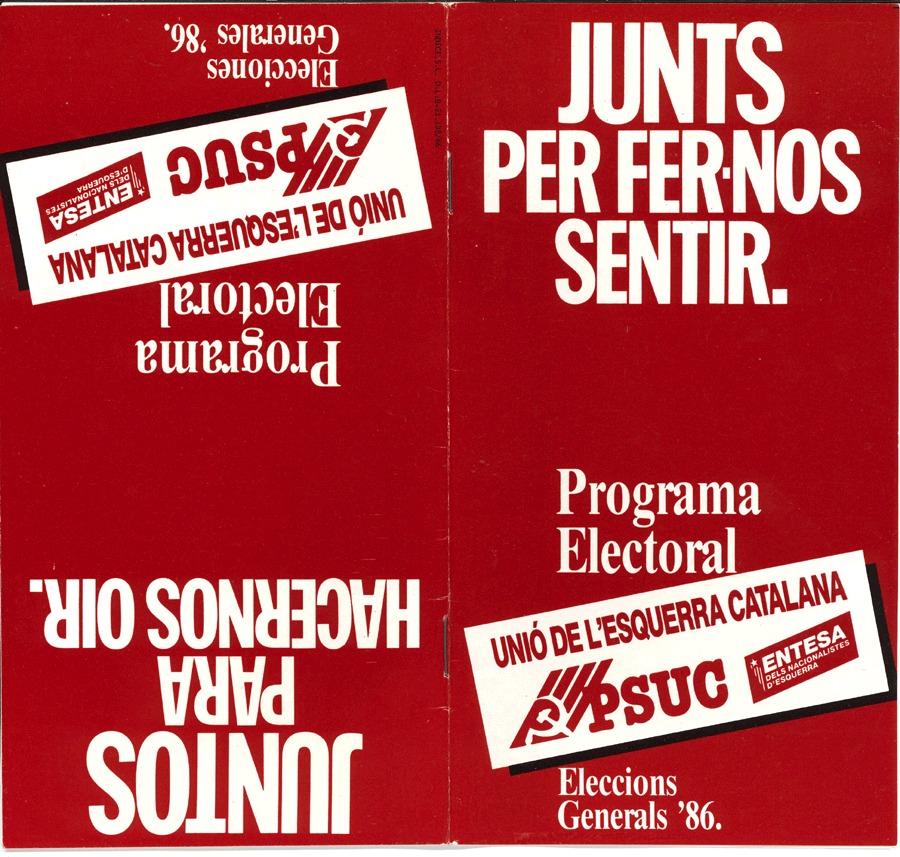 JUNTS
PER FER-NOS
SENTIR.
Programa
Electoral
UNIÓ DE L'ESQUERRA CATALANA
PSUC
ENTESA
DELS NACIONALISTES
D'ESQUERRA
Eleccions
Generals '86.
JUNTOS
PARA
HACERNOS OIR.
Programa
Electoral
UNIÓ DE L'ESQUERRA CATALANA
PSUC
ENTESA
DELS NACIONALISTES
D'ESQUERRA
Elecciones
Generales '86.